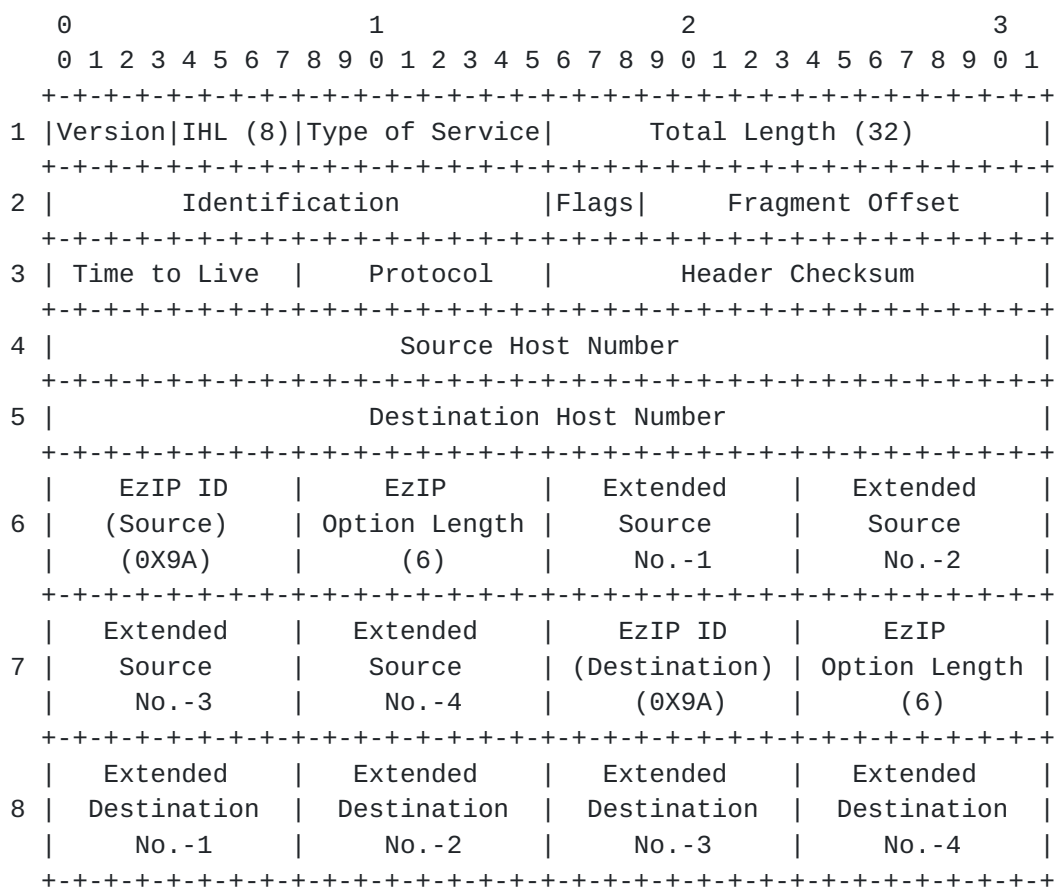 0                   1                   2                   3
    0 1 2 3 4 5 6 7 8 9 0 1 2 3 4 5 6 7 8 9 0 1 2 3 4 5 6 7 8 9 0 1
   +-+-+-+-+-+-+-+-+-+-+-+-+-+-+-+-+-+-+-+-+-+-+-+-+-+-+-+-+-+-+-+-+
 1 |Version|IHL (8)|Type of Service|      Total Length (32)        |
   +-+-+-+-+-+-+-+-+-+-+-+-+-+-+-+-+-+-+-+-+-+-+-+-+-+-+-+-+-+-+-+-+
 2 |        Identification         |Flags|     Fragment Offset     |
   +-+-+-+-+-+-+-+-+-+-+-+-+-+-+-+-+-+-+-+-+-+-+-+-+-+-+-+-+-+-+-+-+
 3 | Time to Live  |    Protocol   |        Header Checksum        |
   +-+-+-+-+-+-+-+-+-+-+-+-+-+-+-+-+-+-+-+-+-+-+-+-+-+-+-+-+-+-+-+-+
 4 |                      Source Host Number                       |
   +-+-+-+-+-+-+-+-+-+-+-+-+-+-+-+-+-+-+-+-+-+-+-+-+-+-+-+-+-+-+-+-+
 5 |                    Destination Host Number                    |
   +-+-+-+-+-+-+-+-+-+-+-+-+-+-+-+-+-+-+-+-+-+-+-+-+-+-+-+-+-+-+-+-+
   |    EzIP ID    |     EzIP      |   Extended    |   Extended    |
 6 |   (Source)    | Option Length |    Source     |    Source     |
   |    (0X9A)     |      (6)      |     No.-1     |     No.-2     |
   +-+-+-+-+-+-+-+-+-+-+-+-+-+-+-+-+-+-+-+-+-+-+-+-+-+-+-+-+-+-+-+-+
   |   Extended    |   Extended    |    EzIP ID    |     EzIP      |
 7 |    Source     |    Source     | (Destination) | Option Length |
   |     No.-3     |     No.-4     |     (0X9A)    |      (6)      |
   +-+-+-+-+-+-+-+-+-+-+-+-+-+-+-+-+-+-+-+-+-+-+-+-+-+-+-+-+-+-+-+-+
   |   Extended    |   Extended    |   Extended    |   Extended    |
 8 |  Destination  |  Destination  |  Destination  |  Destination  |
   |     No.-1     |     No.-2     |     No.-3     |     No.-4     |
   +-+-+-+-+-+-+-+-+-+-+-+-+-+-+-+-+-+-+-+-+-+-+-+-+-+-+-+-+-+-+-+-+